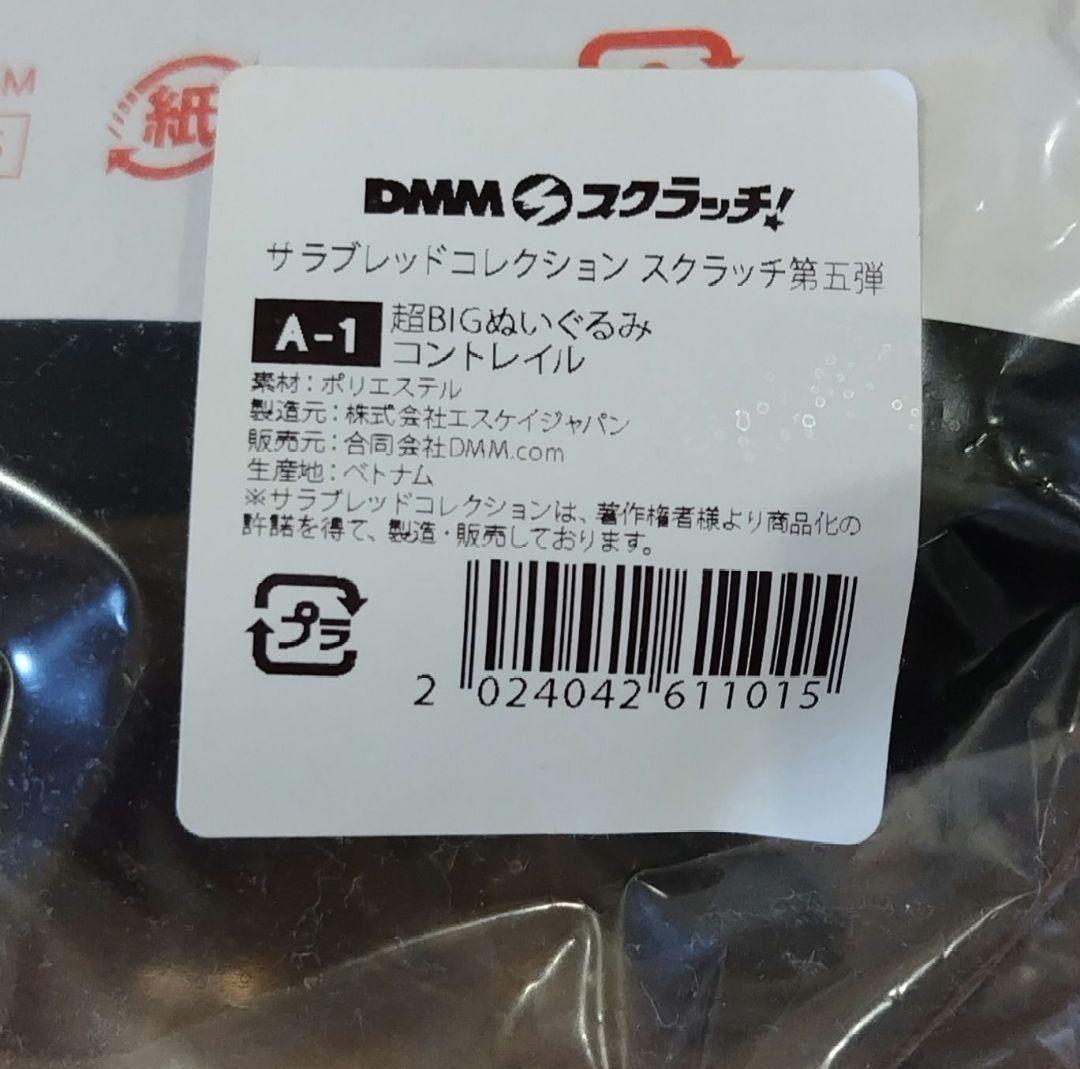 紙
DMM スクラッチ!
サラブレッドコレクション スクラッチ第五弾
A-1 超BIGぬいぐるみ
コントレイル
素材：ポリエステル
製造元：株式会社エスケイジャパン
販売元：合同会社DMM.com
生産地：ベトナム
※サラブレッドコレクションは、著作権者様より商品化の
許諾を得て、製造・販売しております。
プラ
2 024042 611015